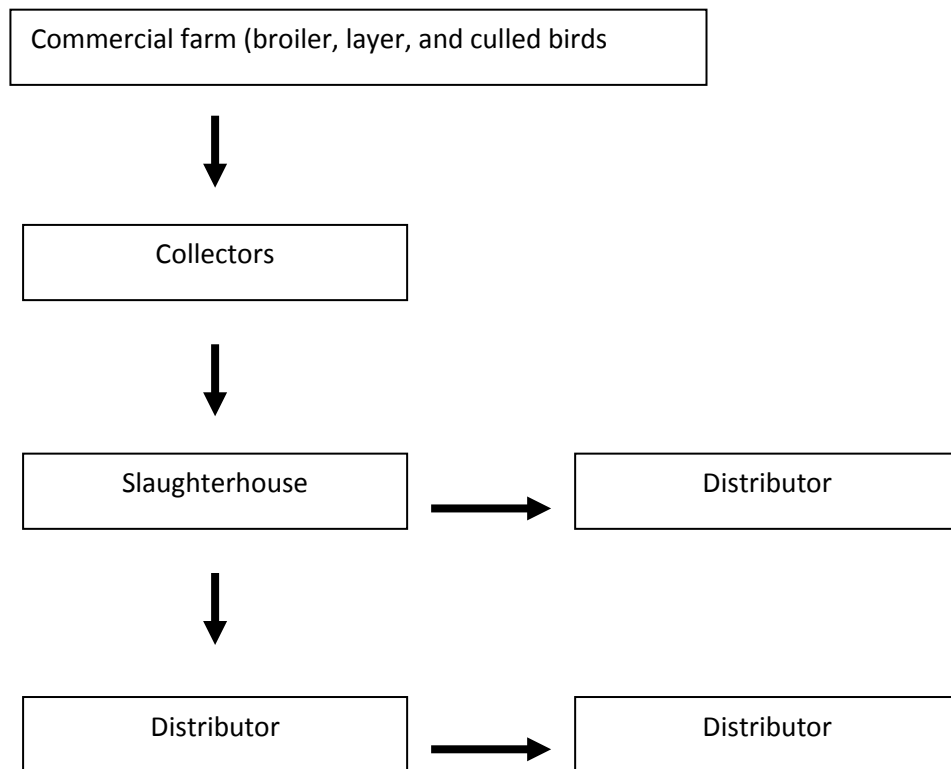 Commercial farm (broiler, layer, and culled birds
Collectors
Slaughterhouse
Distributor
Distributor
Distributor